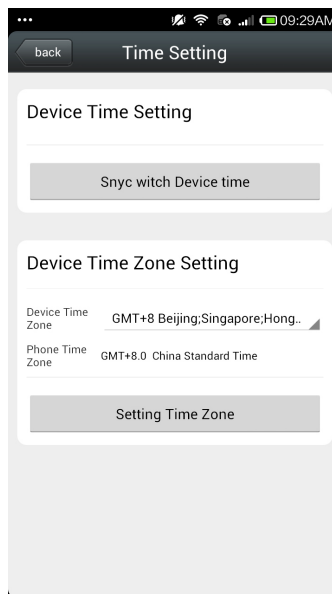 09:29AM
back
Time Setting
Device Time Setting
Snyc witch Device time
Device Time Zone Setting
Device Time
Zone
GMT+8 Beijing;Singapore;Hong..
Phone Time
Zone
GMT+8.0 China Standard Time
Setting Time Zone